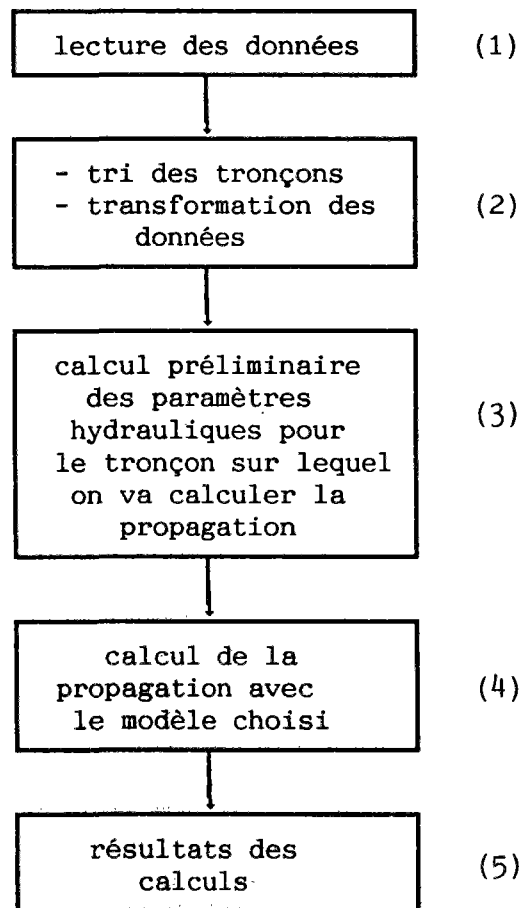 lecture des données (1)
- tri des tronçons
- transformation des (2)
données
calcul préliminaire
des paramètres
hydrauliques pour (3)
le tronçon sur lequel
on va calculer la
propagation
calcul de la
propagation avec (4)
le modèle choisi
résultats des (5)
calculs